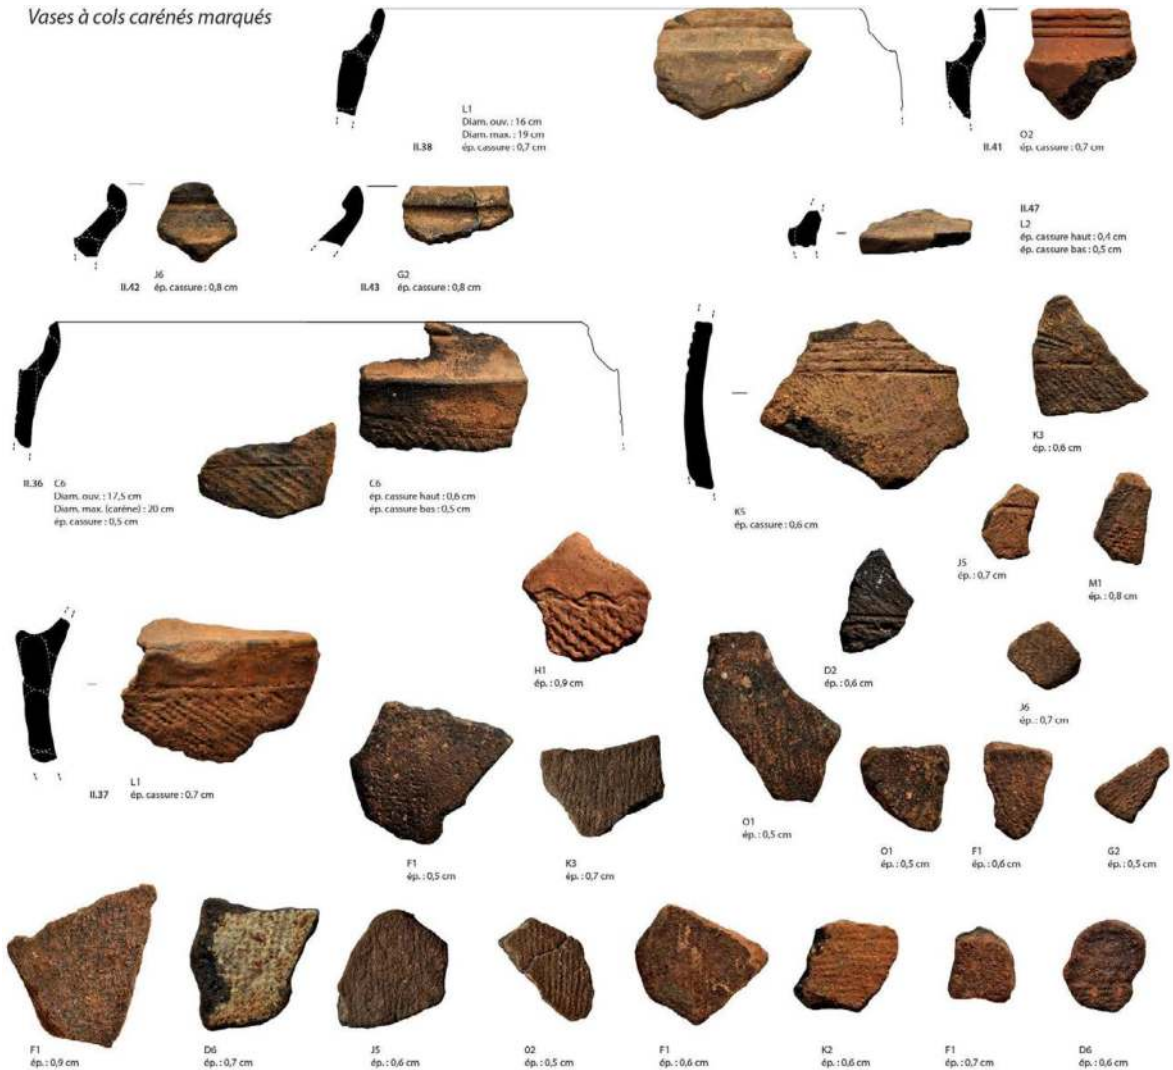 Vases à cols carénés marqués
II.38
L1
Diam. ouv. : 16 cm
Diam. max. : 19 cm
ép. cassure : 0,7 cm
II.41
O2
ép. cassure : 0,7 cm
II.42
J6
ép. cassure : 0,8 cm
II.43
G2
ép. cassure : 0,8 cm
II.47
L2
ép. cassure haut : 0,4 cm
ép. cassure bas : 0,5 cm
II.36
C6
Diam. ouv. : 17,5 cm
Diam. max. (carène) : 20 cm
ép. cassure : 0,5 cm
C6
ép. cassure haut : 0,6 cm
ép. cassure bas : 0,5 cm
K5
ép. cassure : 0,6 cm
K3
ép. : 0,6 cm
J5
ép. : 0,7 cm
M1
ép. : 0,8 cm
H1
ép. : 0,9 cm
D2
ép. : 0,6 cm
J6
ép. : 0,7 cm
II.37
L1
ép. cassure : 0,7 cm
F1
ép. : 0,5 cm
K3
ép. : 0,7 cm
O1
ép. : 0,5 cm
O1
ép. : 0,5 cm
F1
ép. : 0,6 cm
G2
ép. : 0,5 cm
F1
ép. : 0,9 cm
D6
ép. : 0,7 cm
J5
ép. : 0,6 cm
02
ép. : 0,5 cm
F1
ép. : 0,6 cm
K2
ép. : 0,6 cm
F1
ép. : 0,7 cm
D6
ép. : 0,6 cm